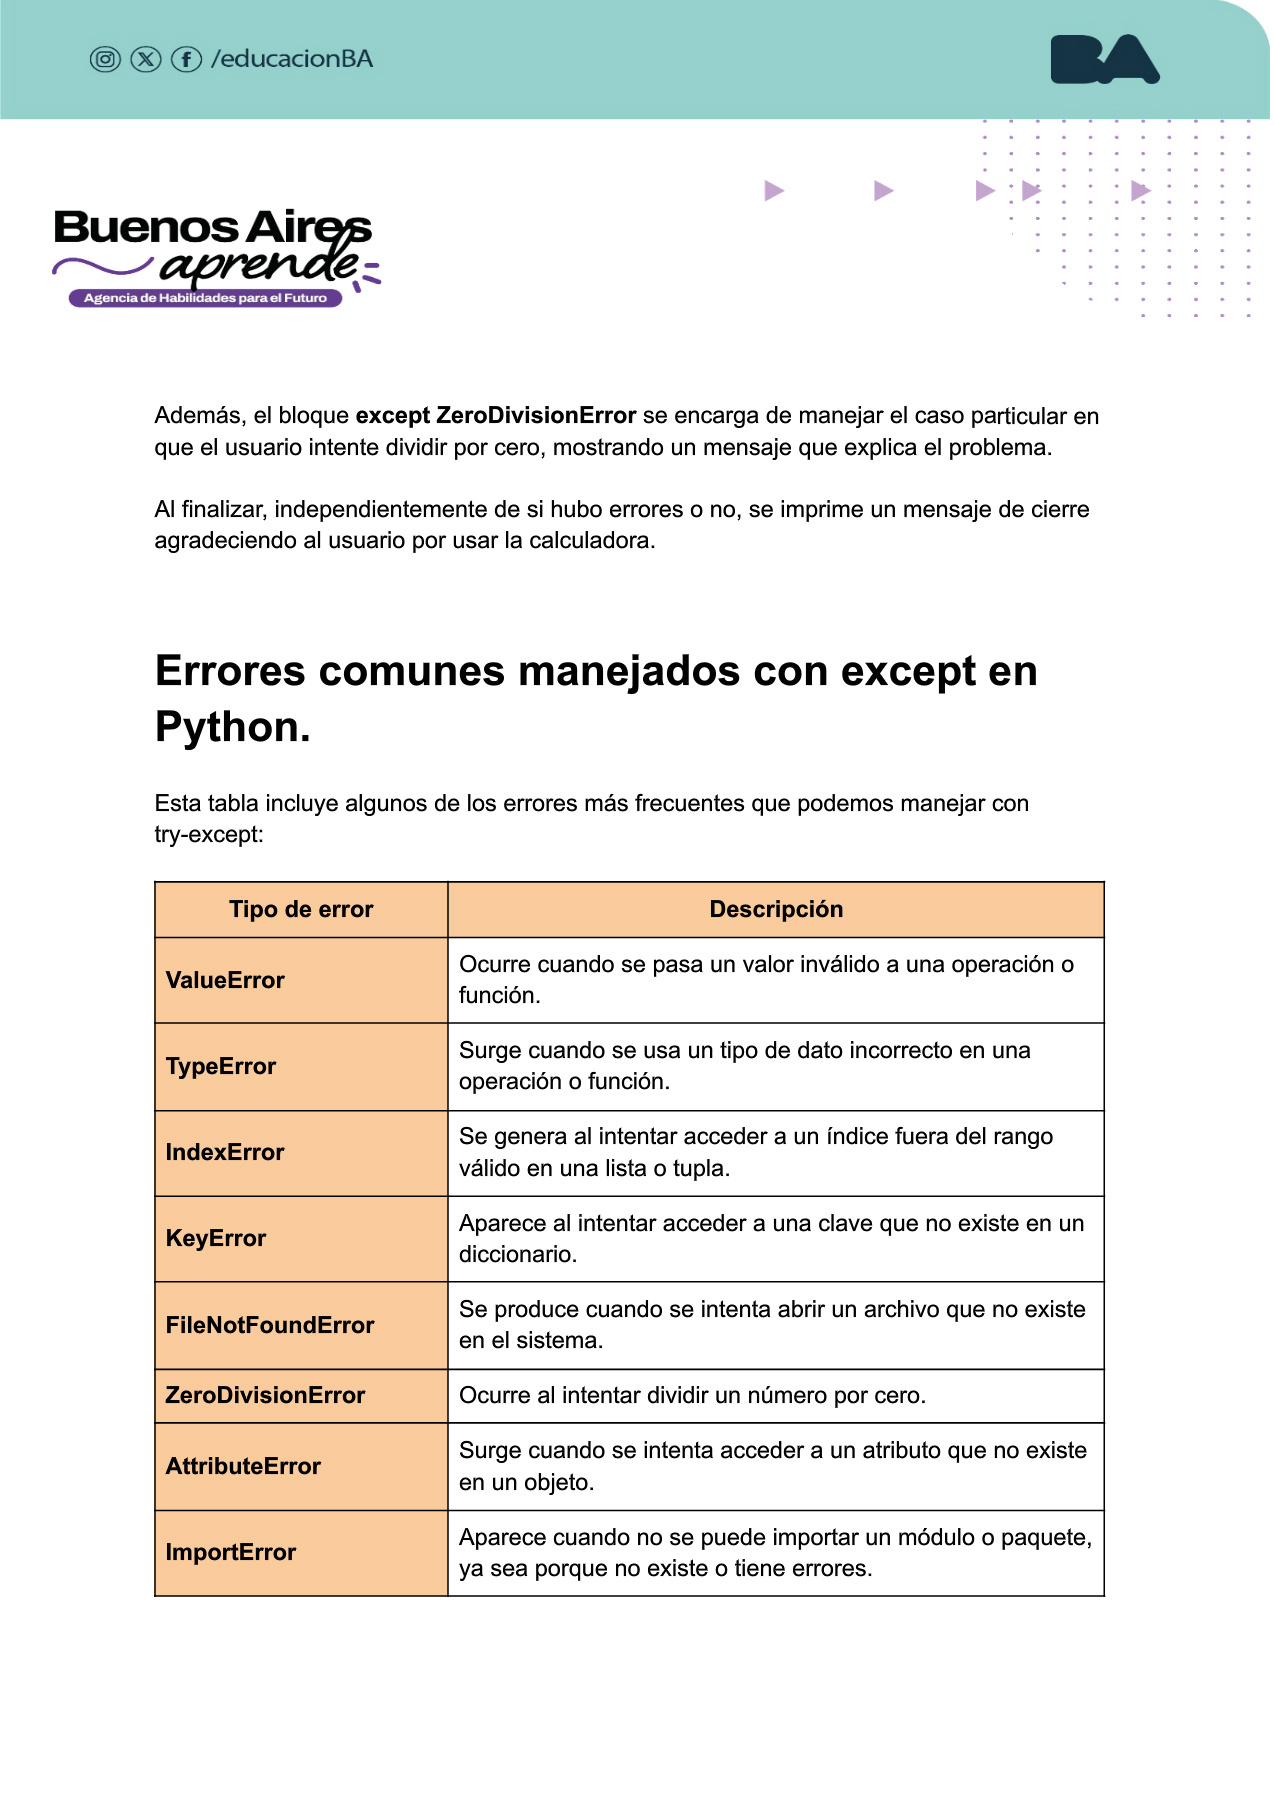 /educacionBA
BA
Buenos Aires
aprende
Agencia de Habilidades para el Futuro
Además, el bloque except ZeroDivisionError se encarga de manejar el caso particular en
que el usuario intente dividir por cero, mostrando un mensaje que explica el problema.
Al finalizar, independientemente de si hubo errores o no, se imprime un mensaje de cierre
agradeciendo al usuario por usar la calculadora.
Errores comunes manejados con except en
Python.
Esta tabla incluye algunos de los errores más frecuentes que podemos manejar con
try-except:
Tipo de error
Descripción
ValueError
Ocurre cuando se pasa un valor inválido a una operación o
función.
TypeError
Surge cuando se usa un tipo de dato incorrecto en una
operación o función.
IndexError
Se genera al intentar acceder a un índice fuera del rango
válido en una lista o tupla.
KeyError
Aparece al intentar acceder a una clave que no existe en un
diccionario.
FileNotFoundError
Se produce cuando se intenta abrir un archivo que no existe
en el sistema.
ZeroDivisionError
Ocurre al intentar dividir un número por cero.
AttributeError
Surge cuando se intenta acceder a un atributo que no existe
en un objeto.
ImportError
Aparece cuando no se puede importar un módulo o paquete,
ya sea porque no existe o tiene errores.